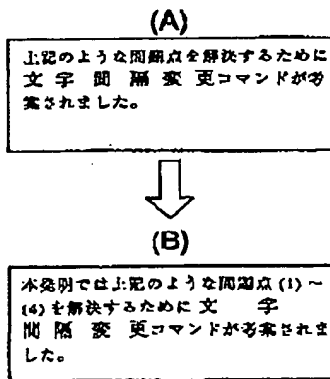 (A)
上記のような問題点を解決するために
文 字 間 隔 変 更コマンドが考
案されました。
(B)
本発明では上記のような問題点(1)～
(4)を解決するために 文 字
間 隔 変 更コマンドが考案されま
した。